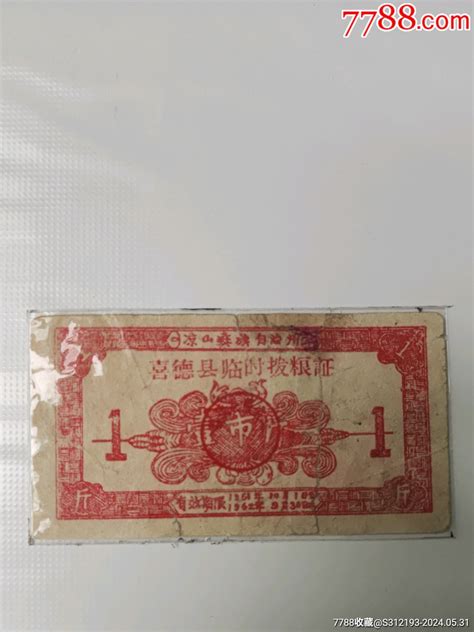 7788.com
凉山彝族自治州
喜德县临时拨粮证
1 市 1
斤 斤
有效期限
7788收藏@S312193-2024.05.31